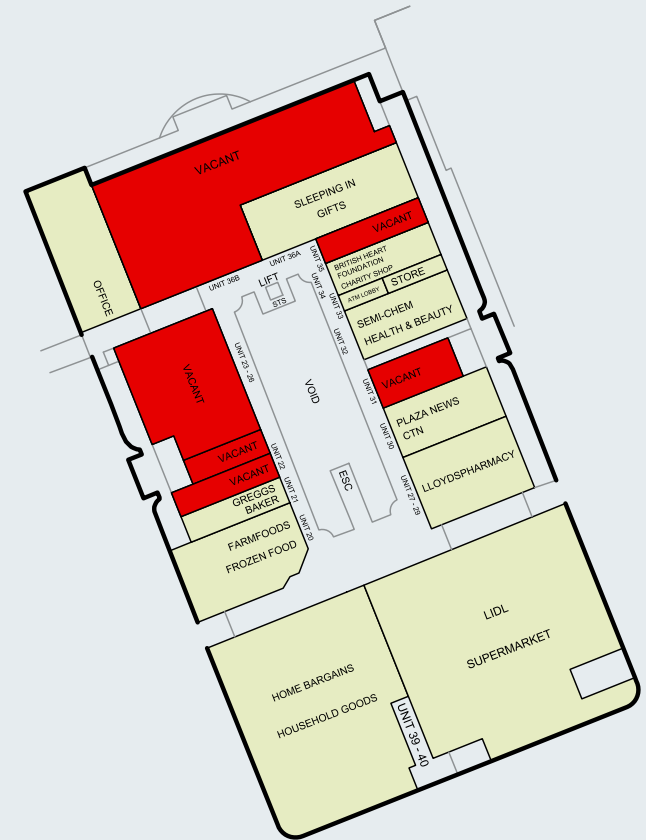 VACANT
SLEEPING IN
GIFTS
VACANT
OFFICE
UNIT 36B
UNIT 36A
UNIT 35
BRITISH HEART
FOUNDATION
CHARITY SHOP
LIFT
STS
UNIT 34
ATM LOBBY
STORE
UNIT 33
SEMI-CHEM
HEALTH & BEAUTY
UNIT 32
VACANT
UNIT 23 - 26
VOID
UNIT 31
VACANT
PLAZA NEWS
CTN
UNIT 30
VACANT
UNIT 22
VACANT
UNIT 21
GREGGS
BAKER
ESC
LLOYDSPHARMACY
UNIT 27 - 29
UNIT 20
FARMFOODS
FROZEN FOOD
LIDL
SUPERMARKET
HOME BARGAINS
HOUSEHOLD GOODS
UNIT 39 - 40